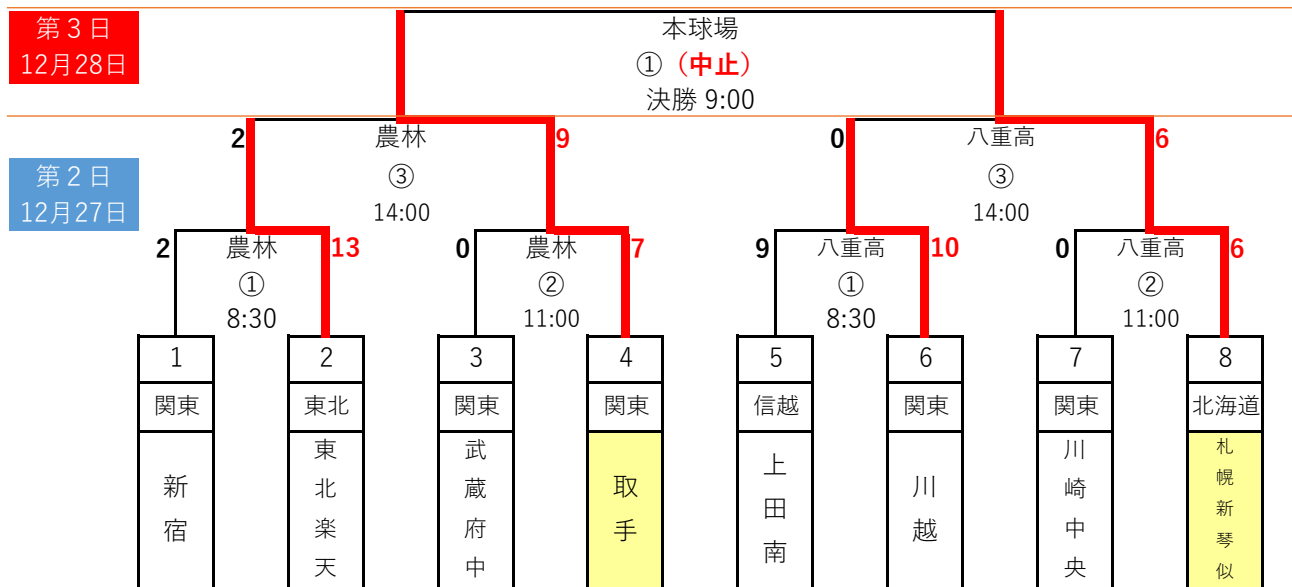 第３日
12月28日
本球場
①（中止）
決勝 9:00
第２日
12月27日
2 農林 9
③
14:00
0 八重高 6
③
14:00
2 農林 13
①
8:30
0 農林 7
②
11:00
9 八重高 10
①
8:30
0 八重高 6
②
11:00
1 2 3 4 5 6 7 8
関東 東北 関東 関東 信越 関東 関東 北海道
新宿
東北楽天
武蔵府中
取手
上田南
川越
川崎中央
札幌新琴似